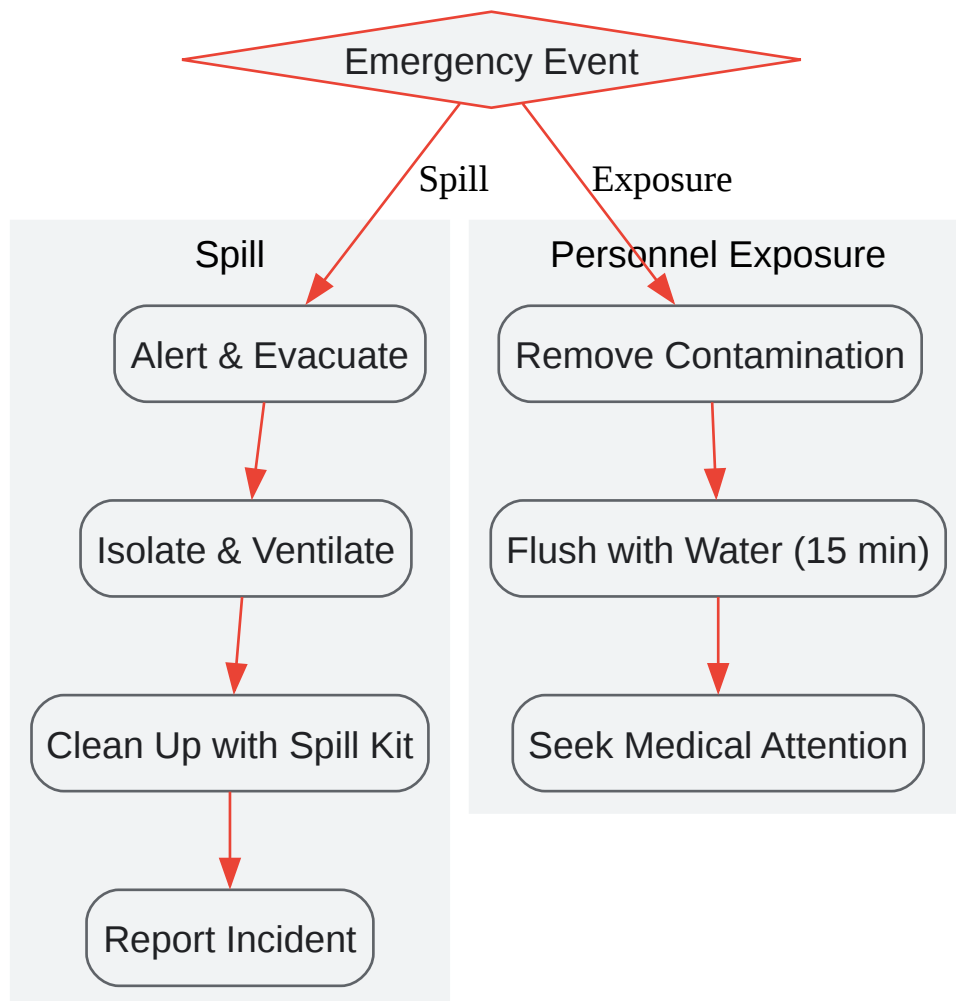 Emergency Event
Spill
Exposure
Spill
Alert & Evacuate
Isolate & Ventilate
Clean Up with Spill Kit
Report Incident
Personnel Exposure
Remove Contamination
Flush with Water (15 min)
Seek Medical Attention